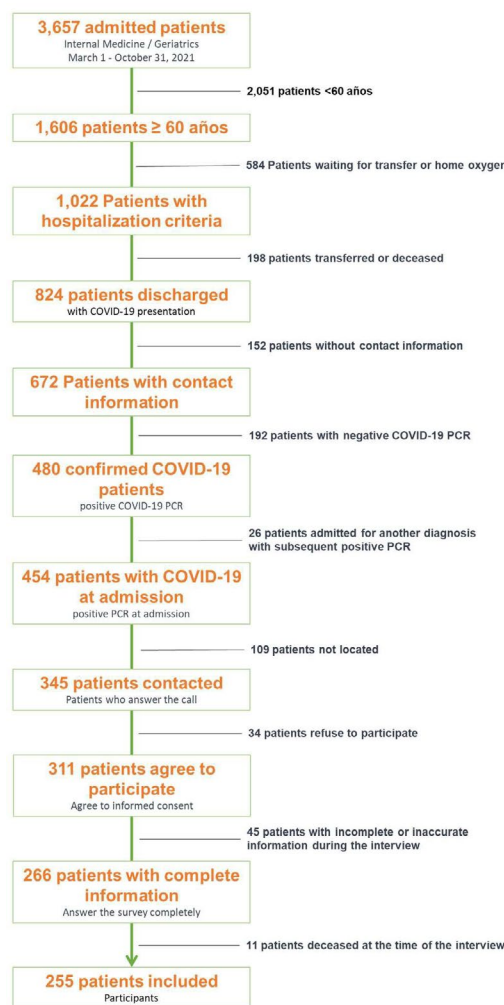 3,657 admitted patients
Internal Medicine / Geriatrics
March 1 - October 31, 2021
2,051 patients <60 años
1,606 patients ≥ 60 años
584 Patients waiting for transfer or home oxygen
1,022 Patients with
hospitalization criteria
198 patients transferred or deceased
824 patients discharged
with COVID-19 presentation
152 patients without contact information
672 Patients with contact
information
192 patients with negative COVID-19 PCR
480 confirmed COVID-19
patients
positive COVID-19 PCR
26 patients admitted for another diagnosis
with subsequent positive PCR
454 patients with COVID-19
at admission
positive PCR at admission
109 patients not located
345 patients contacted
Patients who answer the call
34 patients refuse to participate
311 patients agree to
participate
Agree to informed consent
45 patients with incomplete or inaccurate
information during the interview
266 patients with complete
information
Answer the survey completely
11 patients deceased at the time of the interview
255 patients included
Participants